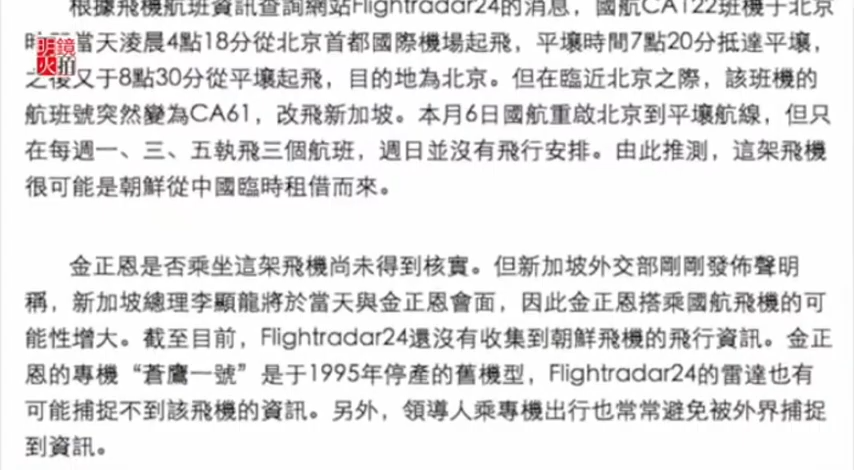 根據飛機航班資訊查詢網站Flightradar24的消息，國航CA122班機于北京
當天淩晨4點18分從北京首都國際機場起飛，平壤時間7點20分抵達平壤，
之後又于8點30分從平壤起飛，目的地為北京。但在臨近北京之際，該班機的
航班號突然變為CA61，改飛新加坡。本月6日國航重啟北京到平壤航線，但只
在每週一、三、五執飛三個航班，週日並沒有飛行安排。由此推測，這架飛機
很可能是朝鮮從中國臨時租借而來。
金正恩是否乘坐這架飛機尚未得到核實。但新加坡外交部剛剛發佈聲明
稱，新加坡總理李顯龍將於當天與金正恩會面，因此金正恩搭乘國航飛機的可
能性增大。截至目前，Flightradar24還沒有收集到朝鮮飛機的飛行資訊。金正
恩的專機“蒼鷹一號”是于1995年停產的舊機型，Flightradar24的雷達也有
可能捕捉不到該飛機的資訊。另外，領導人乘專機出行也常常避免被外界捕捉
到資訊。
明鏡
火拍